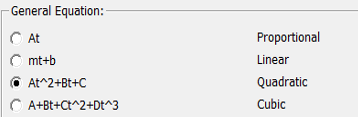 General Equation:
At Proportional
mt+b Linear
At^2+Bt+C Quadratic
A+Bt+Ct^2+Dt^3 Cubic